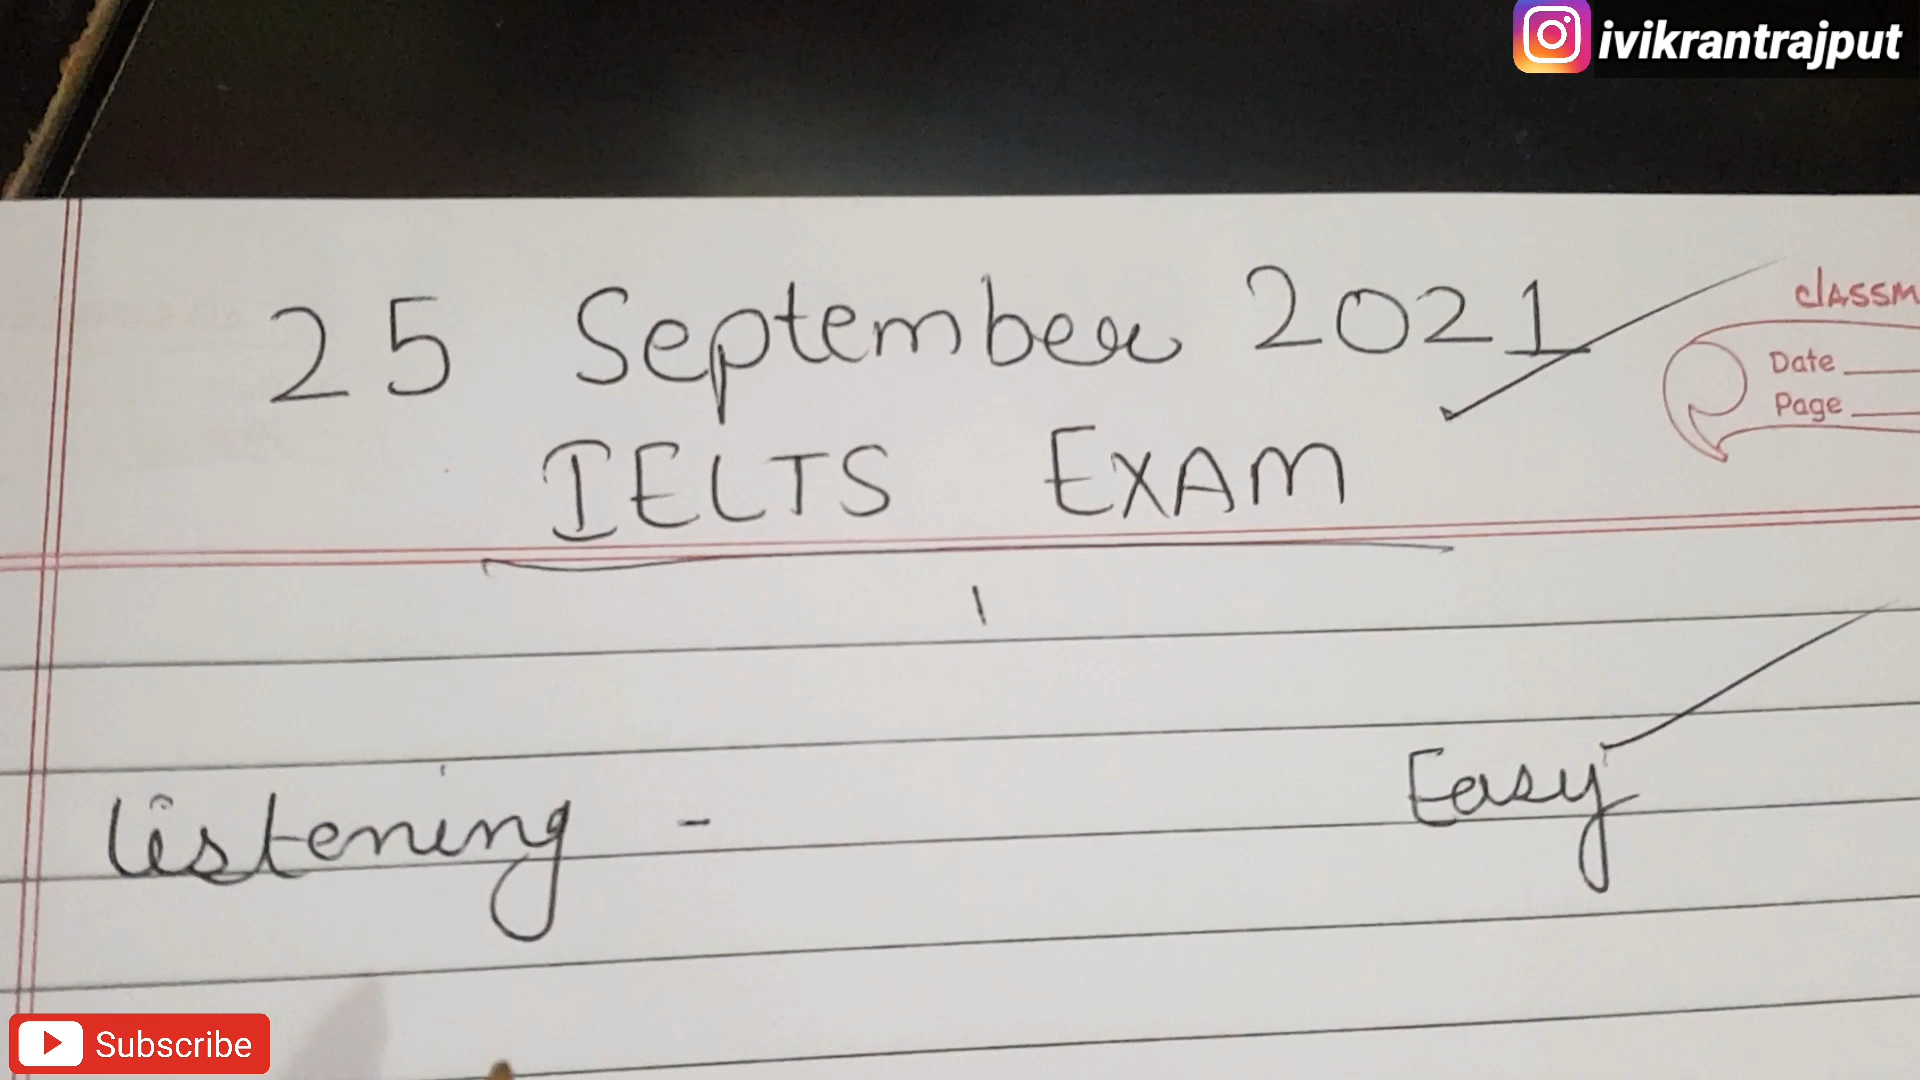 ivikrantrajput
25 September 2021
classm
Date
Page
IELTS EXAM
listening - Easy
Subscribe